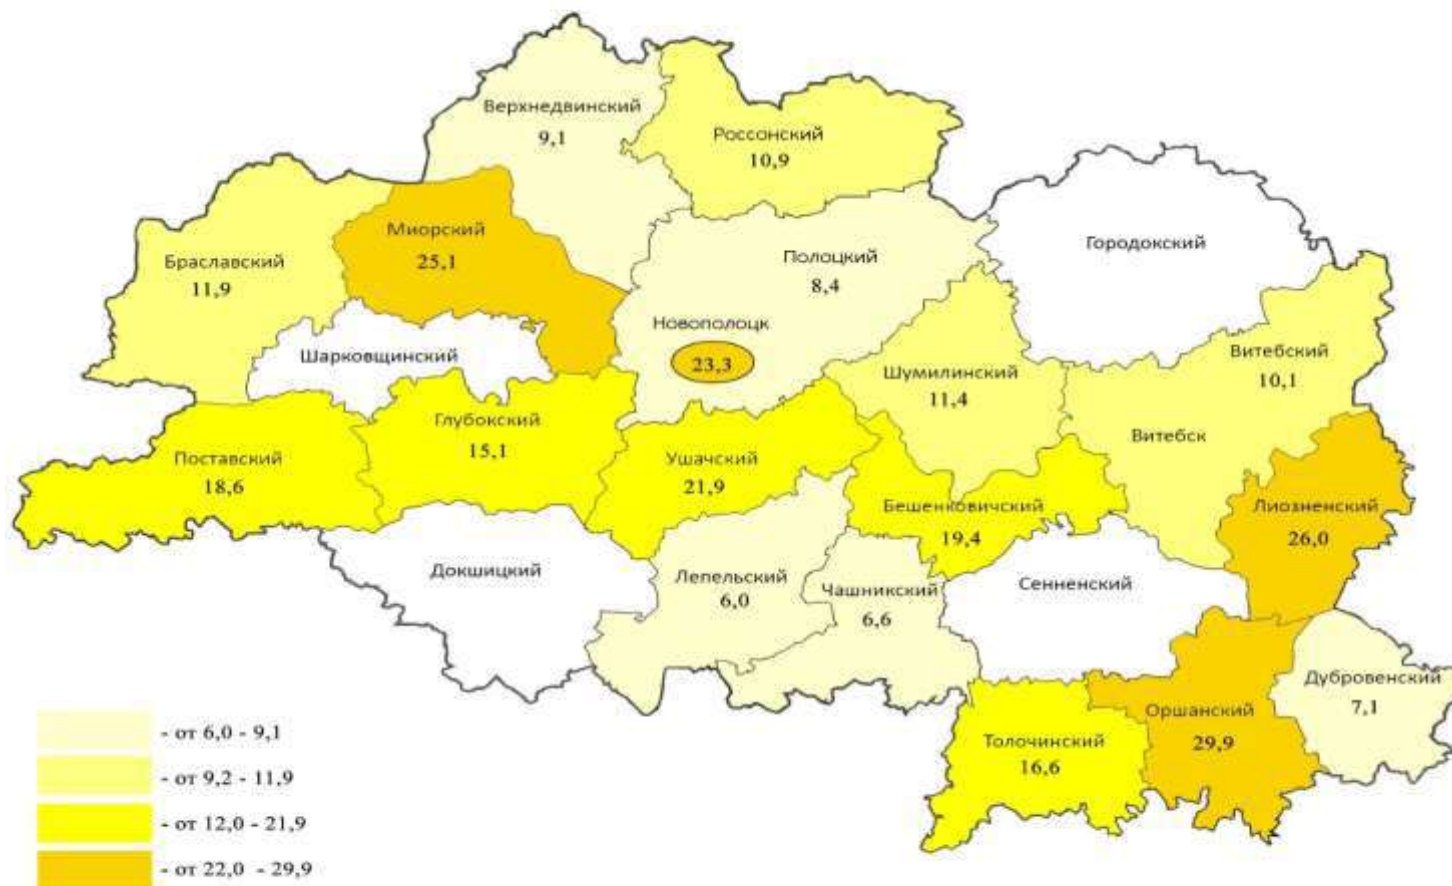 Верхнедвинский
9,1
Россонский
10,9
Городокский
Миорский
25,1
Браславский
11,9
Полоцкий
8,4
Новополоцк
23,3
Шарковщинский
Шумилинский
11,4
Витебский
10,1
Витебск
Глубокский
15,1
Поставский
18,6
Ушачский
21,9
Бешенковичский
19,4
Лиозненский
26,0
Докшицкий
Лепельский
6,0
Чашникский
6,6
Сенненский
Дубровенский
7,1
Оршанский
29,9
Толочинский
16,6
- от 6,0 - 9,1
- от 9,2 - 11,9
- от 12,0 - 21,9
- от 22,0 - 29,9